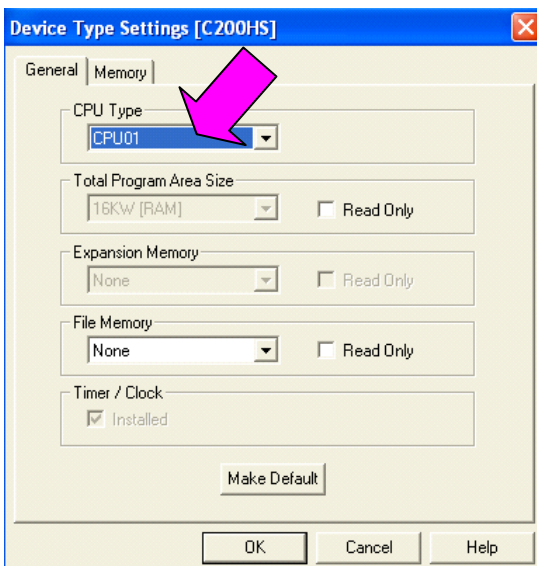 Device Type Settings [C200HS]
General Memory
CPU Type
CPU01
Total Program Area Size
16KW [RAM] Read Only
Expansion Memory
None Read Only
File Memory
None Read Only
Timer / Clock
Installed
Make Default
OK Cancel Help